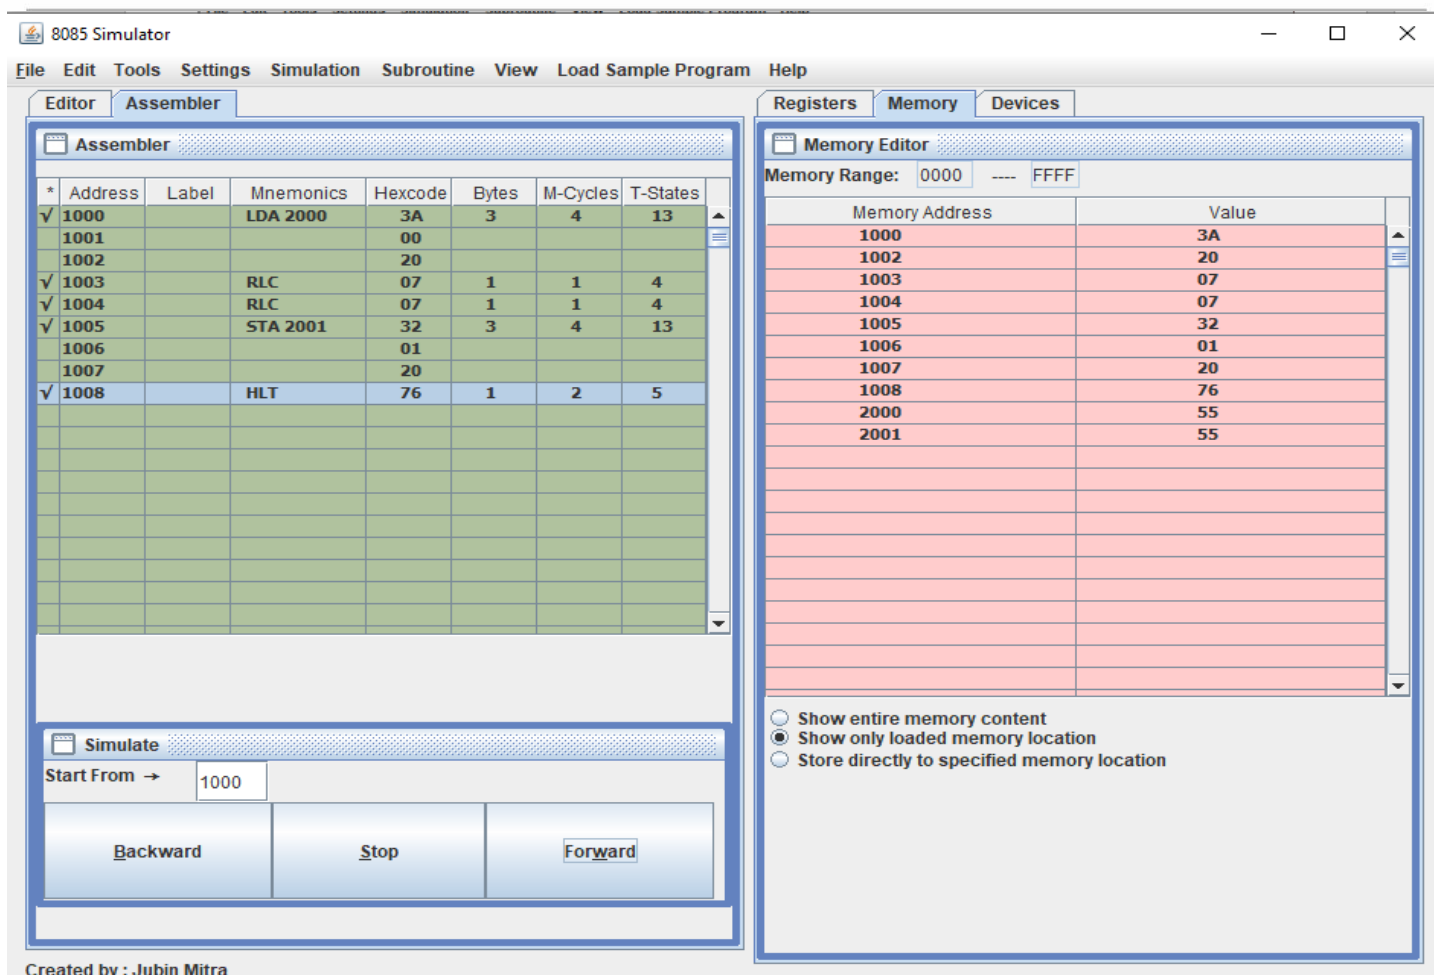 8085 Simulator
File Edit Tools Settings Simulation Subroutine View Load Sample Program Help
Editor Assembler
Assembler
* Address Label Mnemonics Hexcode Bytes M-Cycles T-States
√ 1000 LDA 2000 3A 3 4 13
1001 00
1002 20
√ 1003 RLC 07 1 1 4
√ 1004 RLC 07 1 1 4
√ 1005 STA 2001 32 3 4 13
1006 01
1007 20
√ 1008 HLT 76 1 2 5
Simulate
Start From → 1000
Backward Stop Forward
Registers Memory Devices
Memory Editor
Memory Range: 0000 ---- FFFF
Memory Address Value
1000 3A
1002 20
1003 07
1004 07
1005 32
1006 01
1007 20
1008 76
2000 55
2001 55
Show entire memory content
Show only loaded memory location
Store directly to specified memory location
Created by : Jubin Mitra